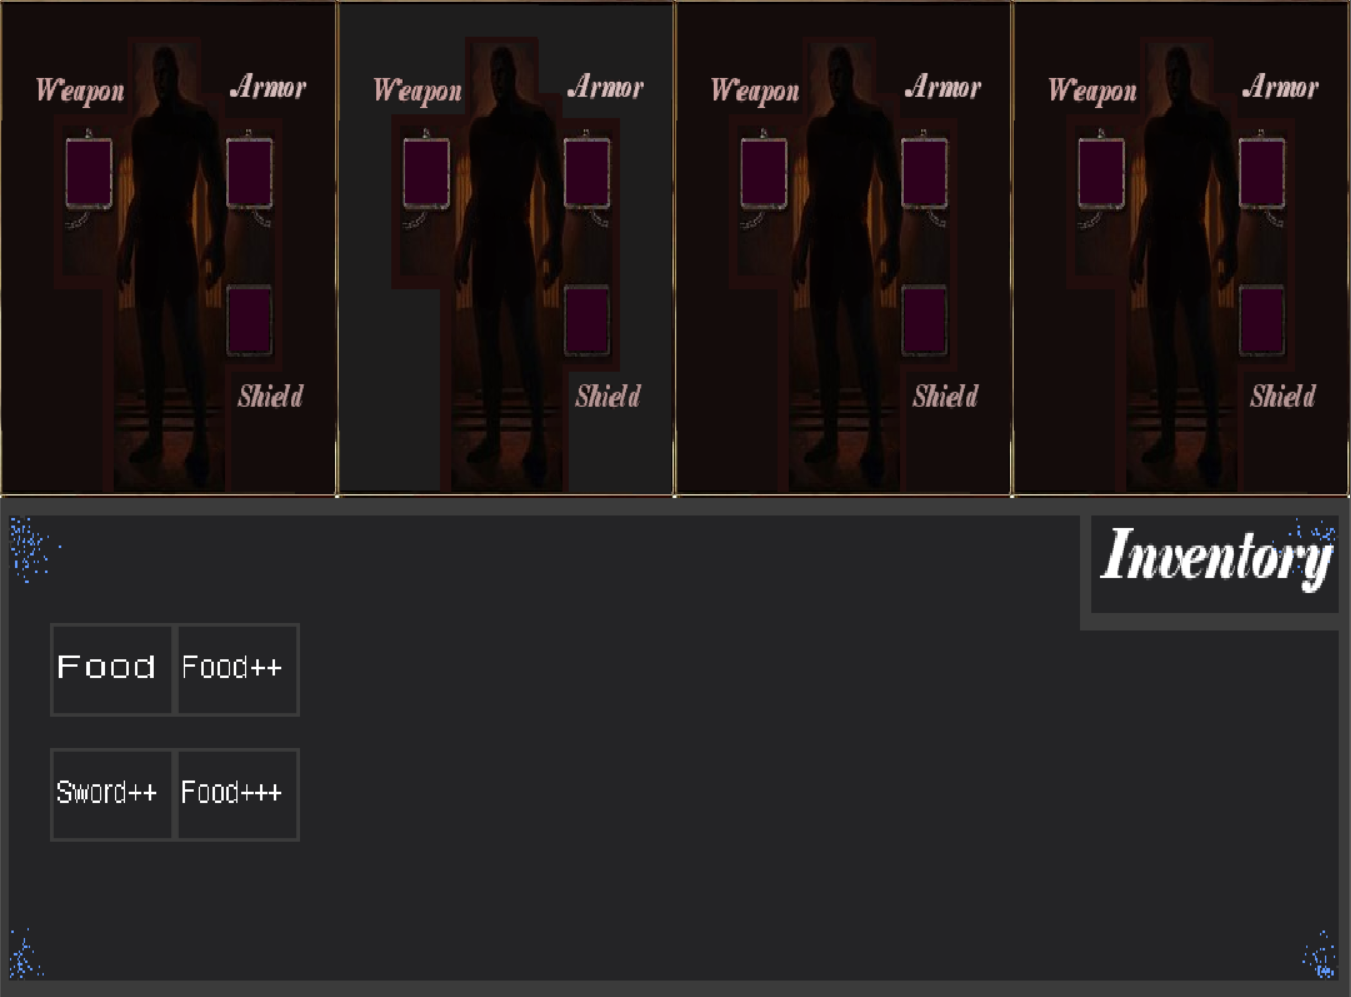 Weapon Armor Weapon Armor Weapon Armor Weapon Armor
Shield Shield Shield Shield
Inventory
Food Food++
Sword++ Food+++